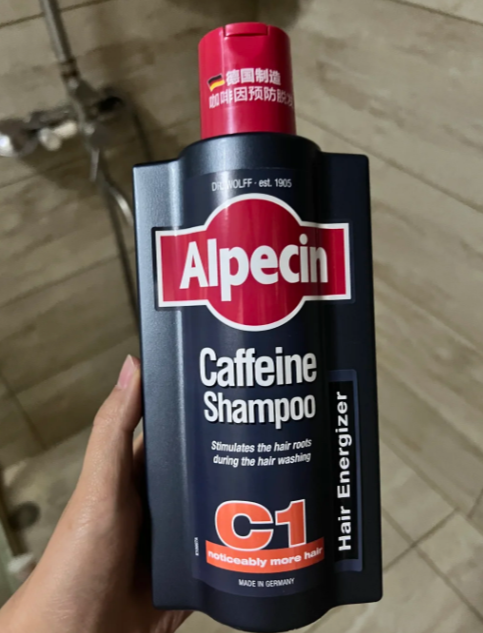 德国制造
咖啡因预防脱发
DR. WOLFF · est. 1905
Alpecin
Caffeine
Shampoo
Stimulates the hair roots
during the hair washing
Hair Energizer
C1
noticeably more hair
MADE IN GERMANY